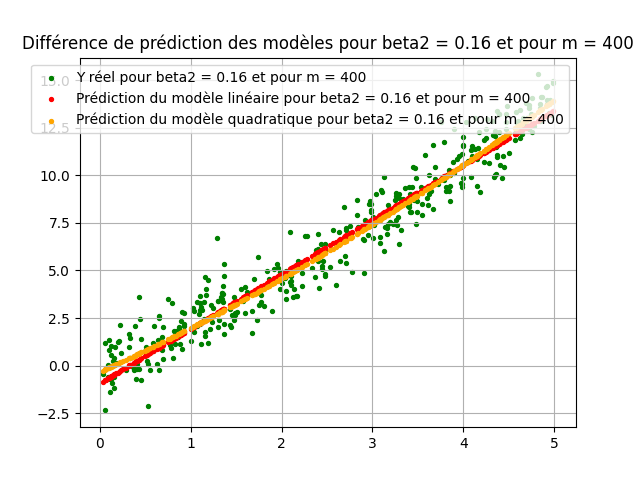 Différence de prédiction des modèles pour beta2 = 0.16 et pour m = 400
Y réel pour beta2 = 0.16 et pour m = 400
Prédiction du modèle linéaire pour beta2 = 0.16 et pour m = 400
Prédiction du modèle quadratique pour beta2 = 0.16 et pour m = 400
15.0
12.5
10.0
7.5
5.0
2.5
0.0
−2.5
0 1 2 3 4 5